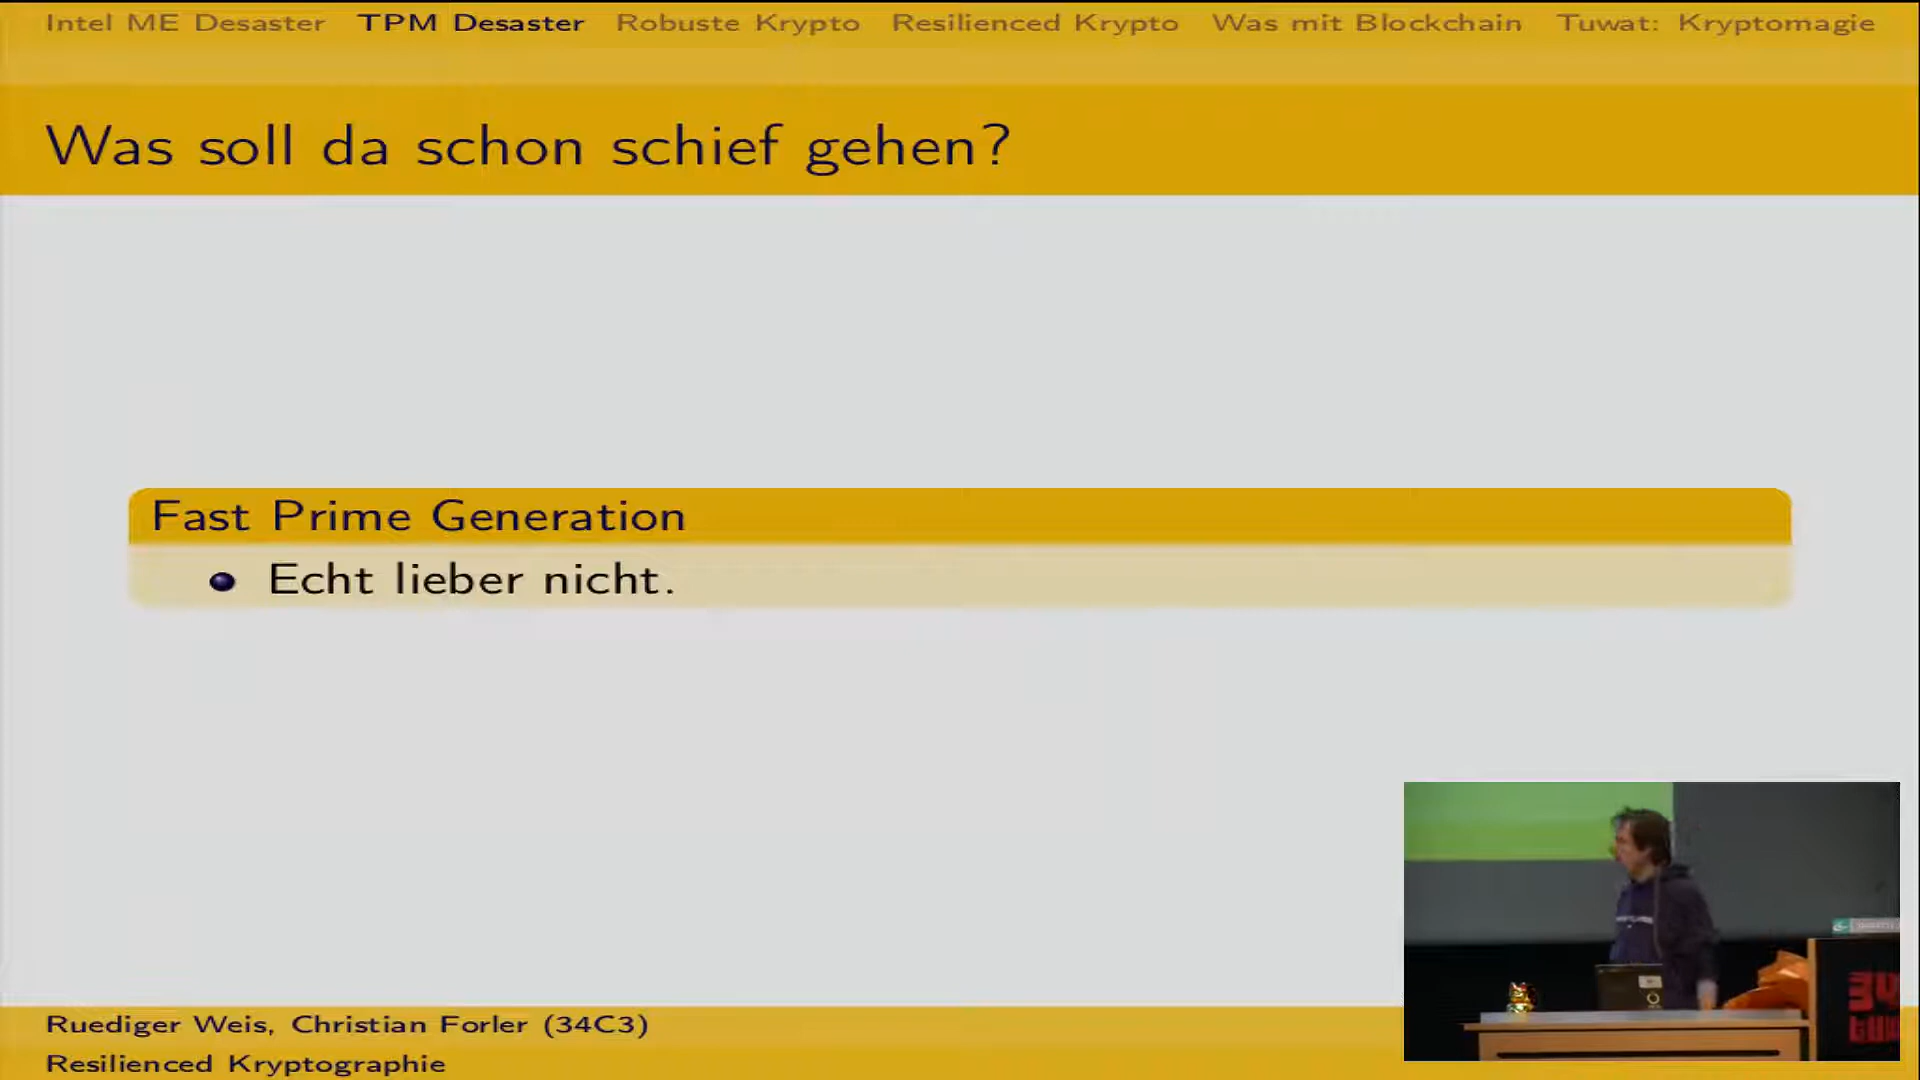 Intel ME Desaster TPM Desaster Robuste Krypto Resilienced Krypto Was mit Blockchain Tuwat: Kryptomagie
Was soll da schon schief gehen?
Fast Prime Generation
Echt lieber nicht.
Ruediger Weis, Christian Forler (34C3)
Resilienced Kryptographie